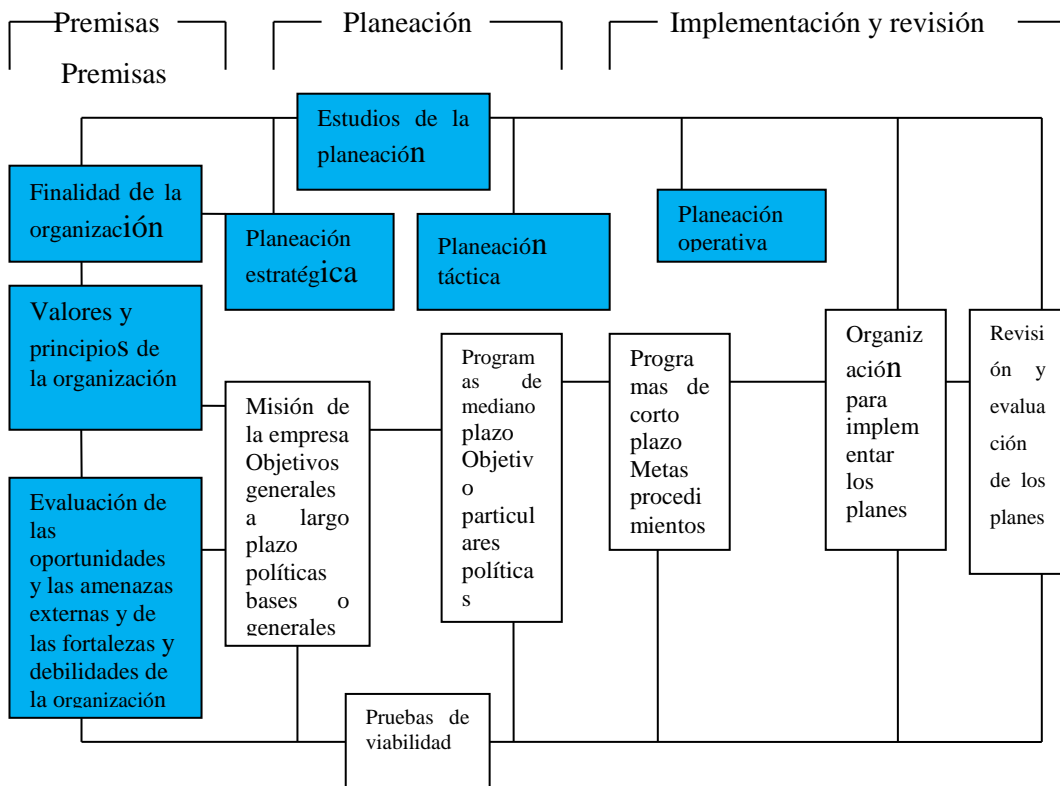 Premisas
Planeación
Implementación y revisión
Premisas
Estudios de la
planeación
Finalidad de la
organización
Planeación
estratégica
Planeación
táctica
Planeación
operativa
Valores y
principios de
la organización
Misión de
la empresa
Objetivos
generales
a largo
plazo
políticas
bases o
generales
Program
as de
mediano
plazo
Objetiv
o
particul
ares
política
s
Progra
mas de
corto
plazo
Metas
procedi
mientos
Organiz
ación
para
implem
entar
los
planes
Revisi
ón y
evalua
ción
de los
planes
Evaluación de
las
oportunidades
y las amenazas
externas y de
las fortalezas y
debilidades de
la organización
Pruebas de
viabilidad